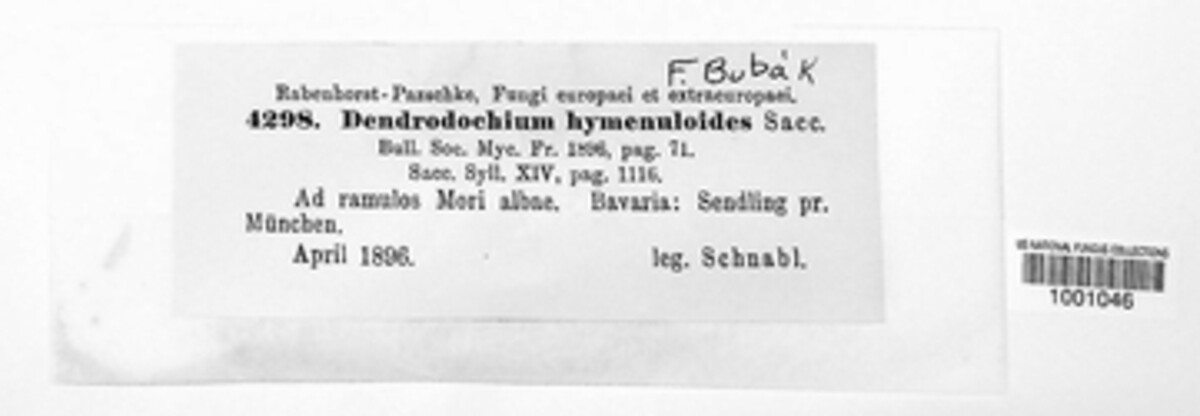 F. Bubák
Rabenhorst-Pazschke, Fungi europaei et extraeuropaei.
4298. Dendrodochium hymenuloides Sacc.
Bull. Soc. Myc. Fr. 1896, pag. 71.
Sacc. Syll. XIV, pag. 1116.
Ad ramulos Mori albae. Bavaria: Sendling pr.
München.
April 1896. leg. Schnabl.
US NATIONAL FUNGUS COLLECTIONS
1001046